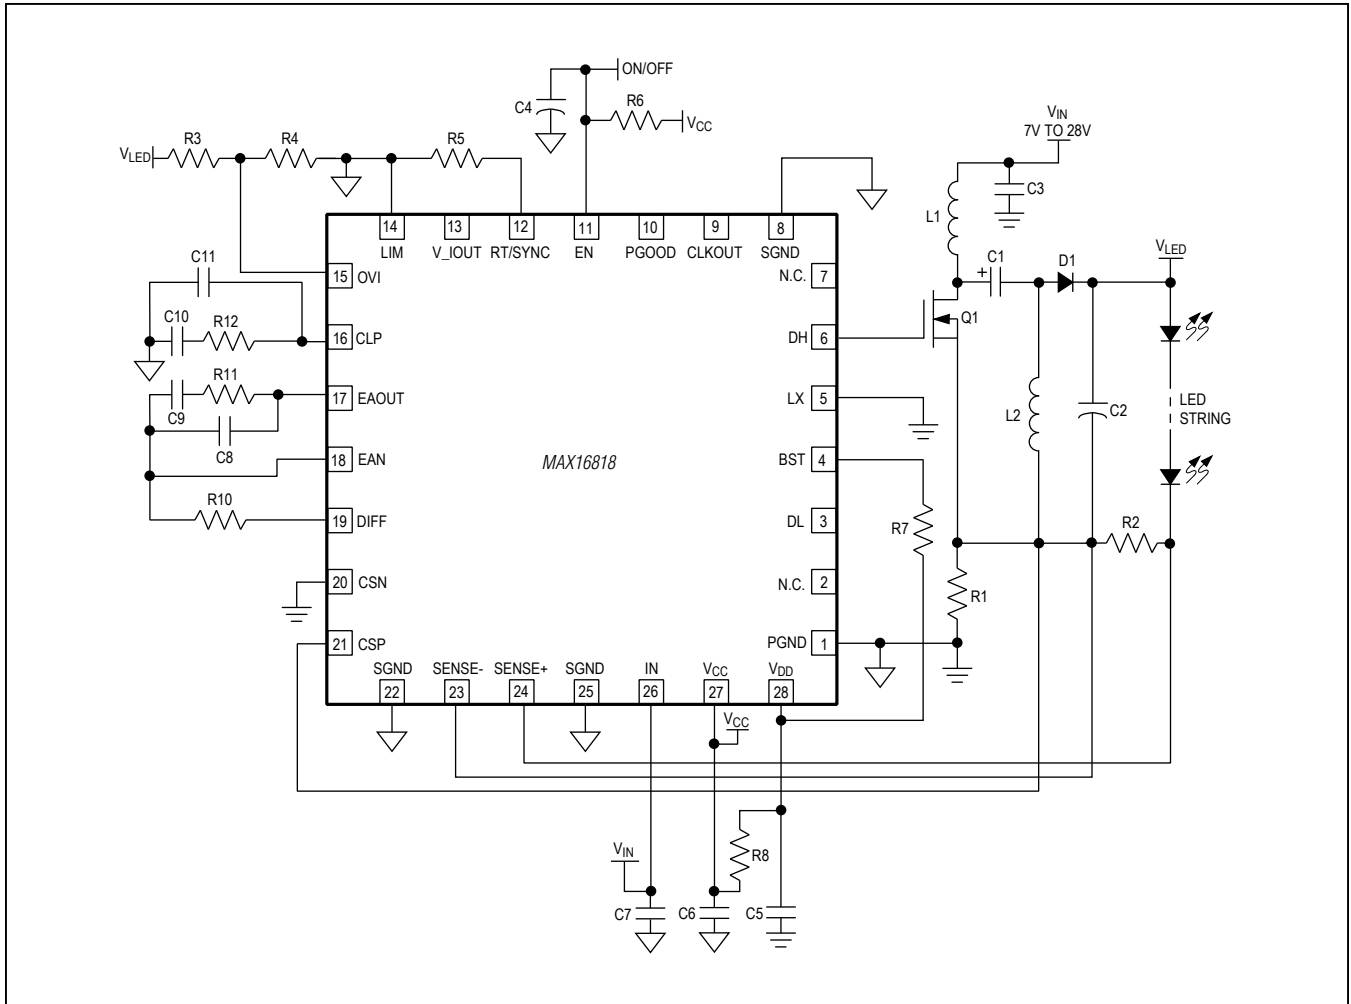 ON/OFF
C4
R6
VCC
VIN
7V TO 28V
R3
R4
R5
VLED
C3
L1
14
13
12
11
10
9
8
LIM
V_IOUT
RT/SYNC
EN
PGOOD
CLKOUT
SGND
C11
15
OVI
N.C.
7
C1
+
D1
VLED
C10
R12
16
CLP
DH
6
Q1
R11
C9
17
EAOUT
LX
5
L2
C2
LED
STRING
C8
18
EAN
MAX16818
BST
4
R10
19
DIFF
DL
3
R7
R2
20
CSN
N.C.
2
R1
21
CSP
PGND
1
SGND
SENSE-
SENSE+
SGND
IN
VCC
VDD
22
23
24
25
26
27
28
VCC
VIN
R8
C7
C6
C5